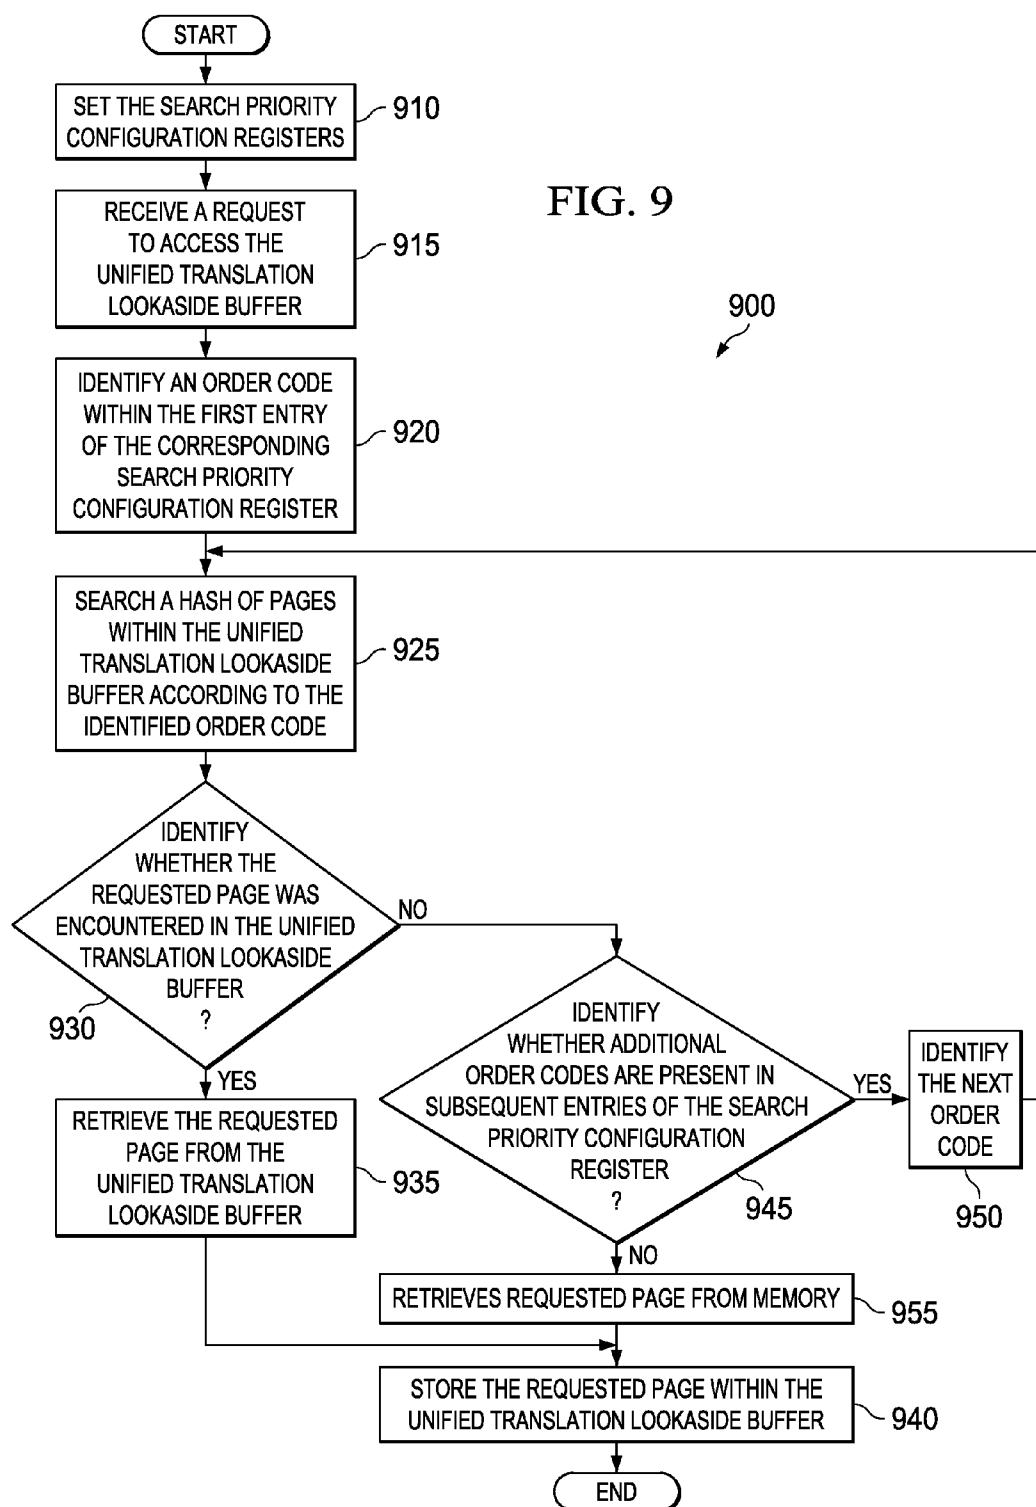 START
SET THE SEARCH PRIORITY
CONFIGURATION REGISTERS
910
RECEIVE A REQUEST
TO ACCESS THE
UNIFIED TRANSLATION
LOOKASIDE BUFFER
915
FIG. 9
900
IDENTIFY AN ORDER CODE
WITHIN THE FIRST ENTRY
OF THE CORRESPONDING
SEARCH PRIORITY
CONFIGURATION REGISTER
920
SEARCH A HASH OF PAGES
WITHIN THE UNIFIED
TRANSLATION LOOKASIDE
BUFFER ACCORDING TO THE
IDENTIFIED ORDER CODE
925
IDENTIFY
WHETHER THE
REQUESTED PAGE WAS
ENCOUNTERED IN THE UNIFIED
TRANSLATION LOOKASIDE
BUFFER
?
930
NO
YES
RETRIEVE THE REQUESTED
PAGE FROM THE
UNIFIED TRANSLATION
LOOKASIDE BUFFER
935
IDENTIFY
WHETHER ADDITIONAL
ORDER CODES ARE PRESENT IN
SUBSEQUENT ENTRIES OF THE SEARCH
PRIORITY CONFIGURATION
REGISTER
?
945
YES
IDENTIFY
THE NEXT
ORDER
CODE
950
NO
RETRIEVES REQUESTED PAGE FROM MEMORY
955
STORE THE REQUESTED PAGE WITHIN THE
UNIFIED TRANSLATION LOOKASIDE BUFFER
940
END